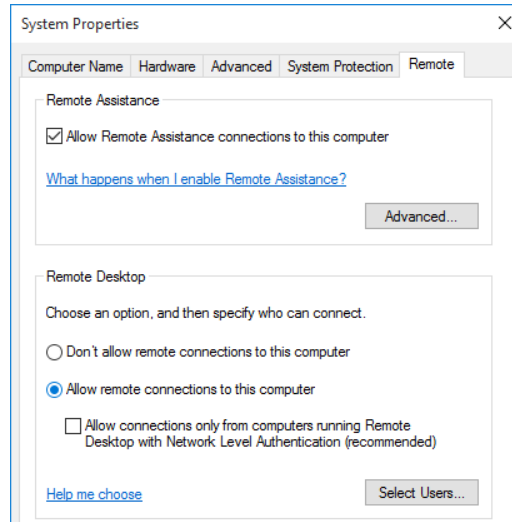 System Properties
Computer Name Hardware Advanced System Protection Remote
Remote Assistance
Allow Remote Assistance connections to this computer
What happens when I enable Remote Assistance?
Advanced...
Remote Desktop
Choose an option, and then specify who can connect.
Don't allow remote connections to this computer
Allow remote connections to this computer
Allow connections only from computers running Remote
Desktop with Network Level Authentication (recommended)
Help me choose
Select Users...